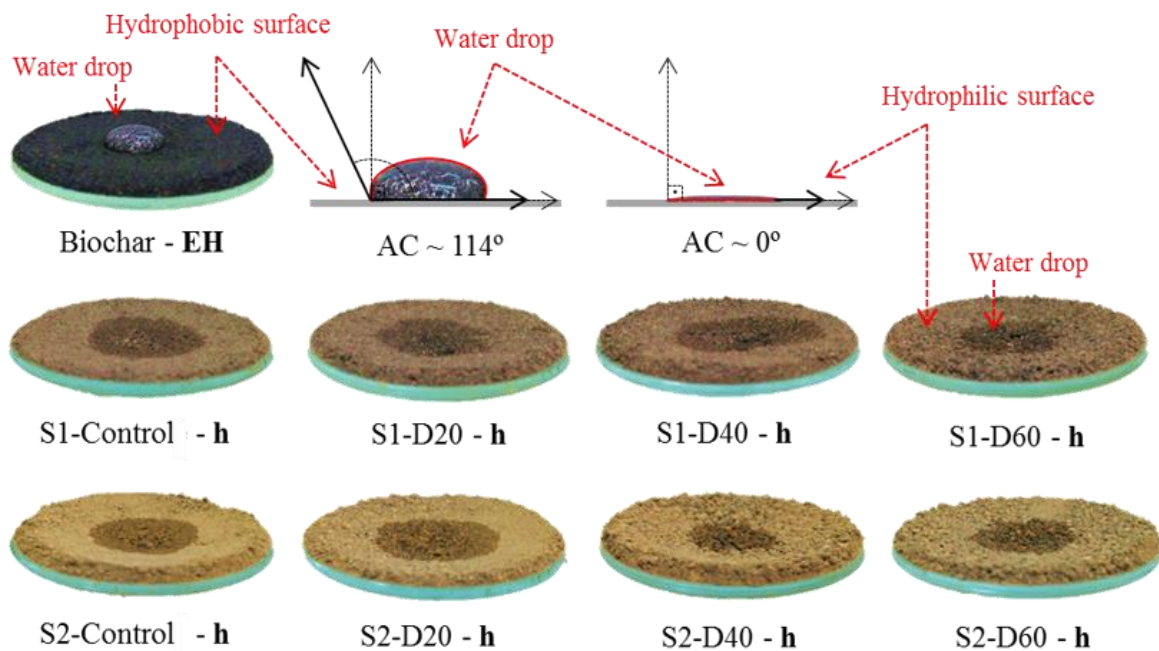 Hydrophobic surface
Water drop
Water drop
Hydrophilic surface
Biochar - EH
AC ~ 114º
AC ~ 0º
Water drop
S1-Control - h
S1-D20 - h
S1-D40 - h
S1-D60 - h
S2-Control - h
S2-D20 - h
S2-D40 - h
S2-D60 - h